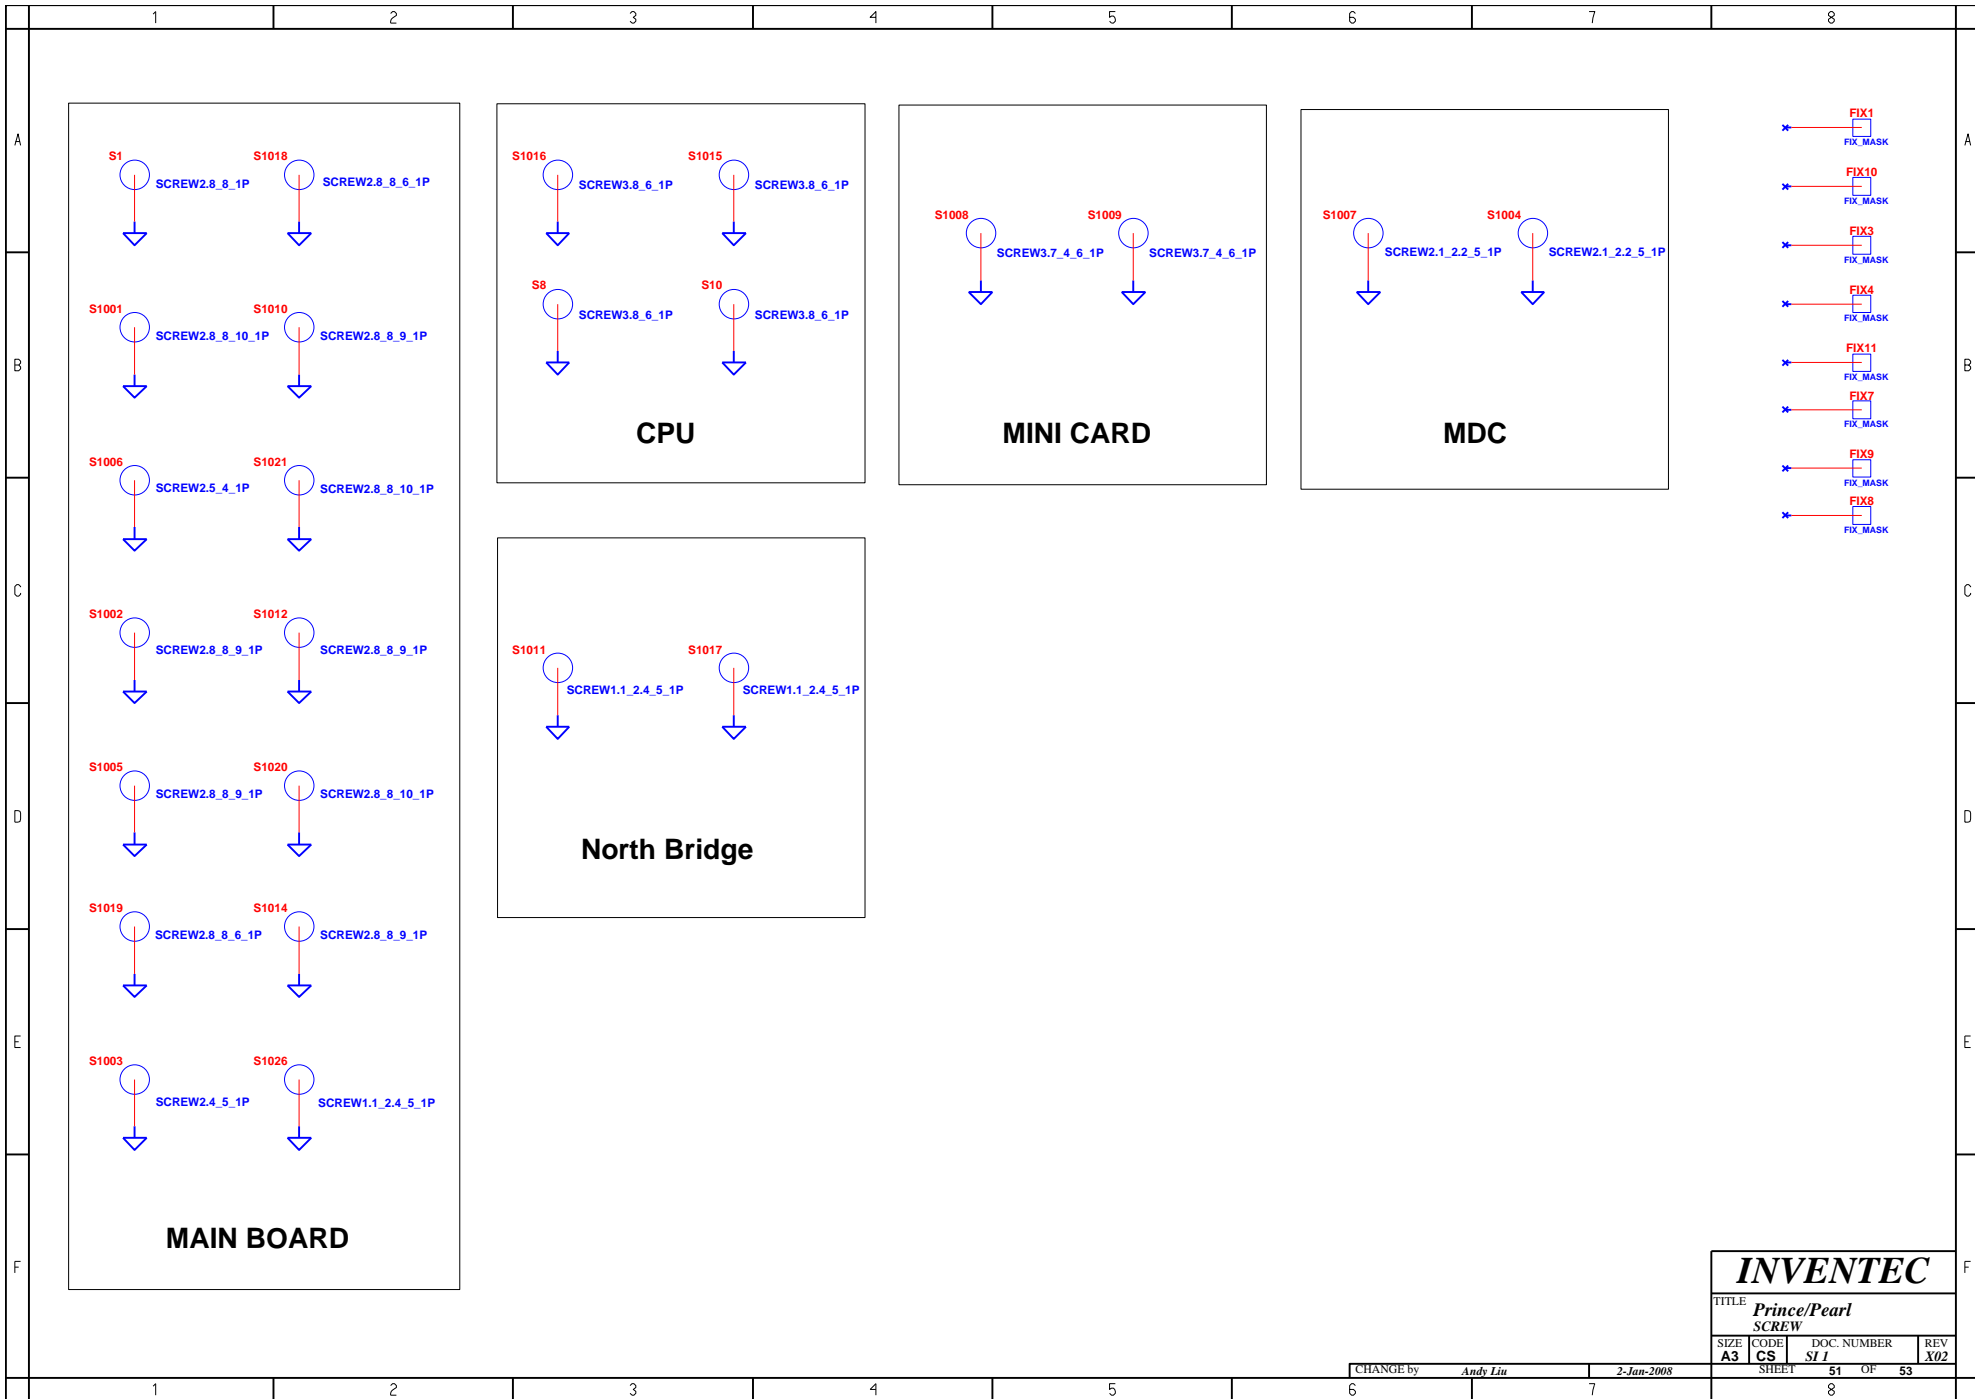 1 2 3 4 5 6 7 8
A A
B B
C C
D D
E E
F F
S1 S1018
SCREW2.8_8_1P SCREW2.8_8_6_1P
S1001 S1010
SCREW2.8_8_10_1P SCREW2.8_8_9_1P
S1006 S1021
SCREW2.5_4_1P SCREW2.8_8_10_1P
S1002 S1012
SCREW2.8_8_9_1P SCREW2.8_8_9_1P
S1005 S1020
SCREW2.8_8_9_1P SCREW2.8_8_10_1P
S1019 S1014
SCREW2.8_8_6_1P SCREW2.8_8_9_1P
S1003 S1026
SCREW2.4_5_1P SCREW1.1_2.4_5_1P
MAIN BOARD
S1016 S1015
SCREW3.8_6_1P SCREW3.8_6_1P
S8 S10
SCREW3.8_6_1P SCREW3.8_6_1P
CPU
S1011 S1017
SCREW1.1_2.4_5_1P SCREW1.1_2.4_5_1P
North Bridge
S1008 S1009
SCREW3.7_4_6_1P SCREW3.7_4_6_1P
MINI CARD
S1007 S1004
SCREW2.1_2.2_5_1P SCREW2.1_2.2_5_1P
MDC
FIX1
FIX_MASK
FIX10
FIX_MASK
FIX3
FIX_MASK
FIX4
FIX_MASK
FIX11
FIX_MASK
FIX7
FIX_MASK
FIX9
FIX_MASK
FIX8
FIX_MASK
INVENTEC
TITLE Prince/Pearl
SCREW
SIZE CODE DOC. NUMBER REV
A3 CS SI 1 X02
CHANGE by Andy Liu 2-Jan-2008 SHEET 51 OF 53
1 2 3 4 5 6 7 8